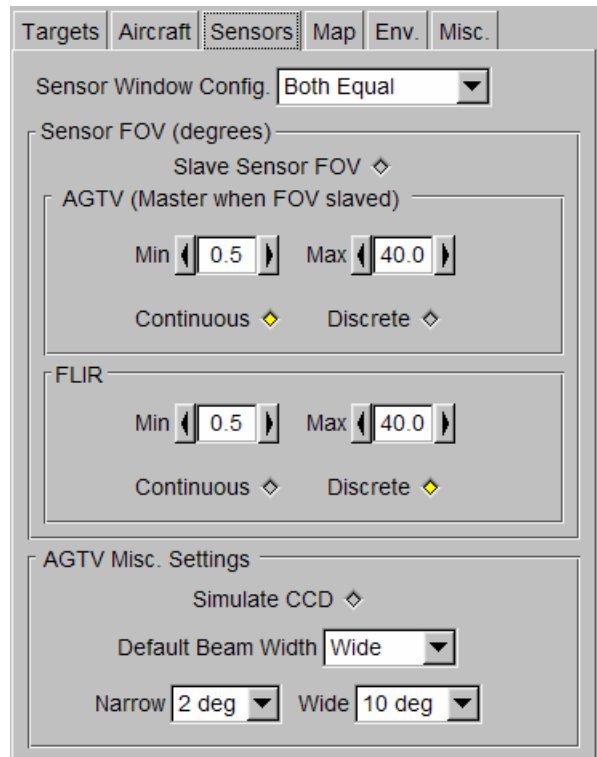 Targets Aircraft Sensors Map Env. Misc.
Sensor Window Config. Both Equal
Sensor FOV (degrees)
Slave Sensor FOV
AGTV (Master when FOV slaved)
Min 0.5 Max 40.0
Continuous Discrete
FLIR
Min 0.5 Max 40.0
Continuous Discrete
AGTV Misc. Settings
Simulate CCD
Default Beam Width Wide
Narrow 2 deg Wide 10 deg